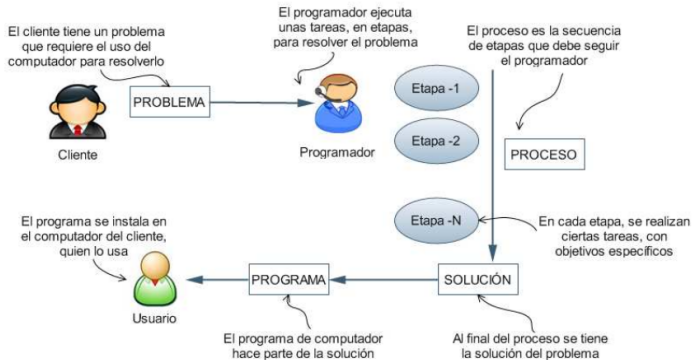 El cliente tiene un problema
que requiere el uso del
computador para resolverlo
El programador ejecuta
unas tareas, en etapas,
para resolver el problema
El proceso es la secuencia
de etapas que debe seguir
el programador
PROBLEMA
Cliente
Programador
Etapa -1
Etapa -2
Etapa -N
PROCESO
En cada etapa, se realizan
ciertas tareas, con
objetivos específicos
El programa se instala en
el computador del cliente,
quien lo usa
Usuario
PROGRAMA
SOLUCIÓN
El programa de computador
hace parte de la solución
Al final del proceso se tiene
la solución del problema